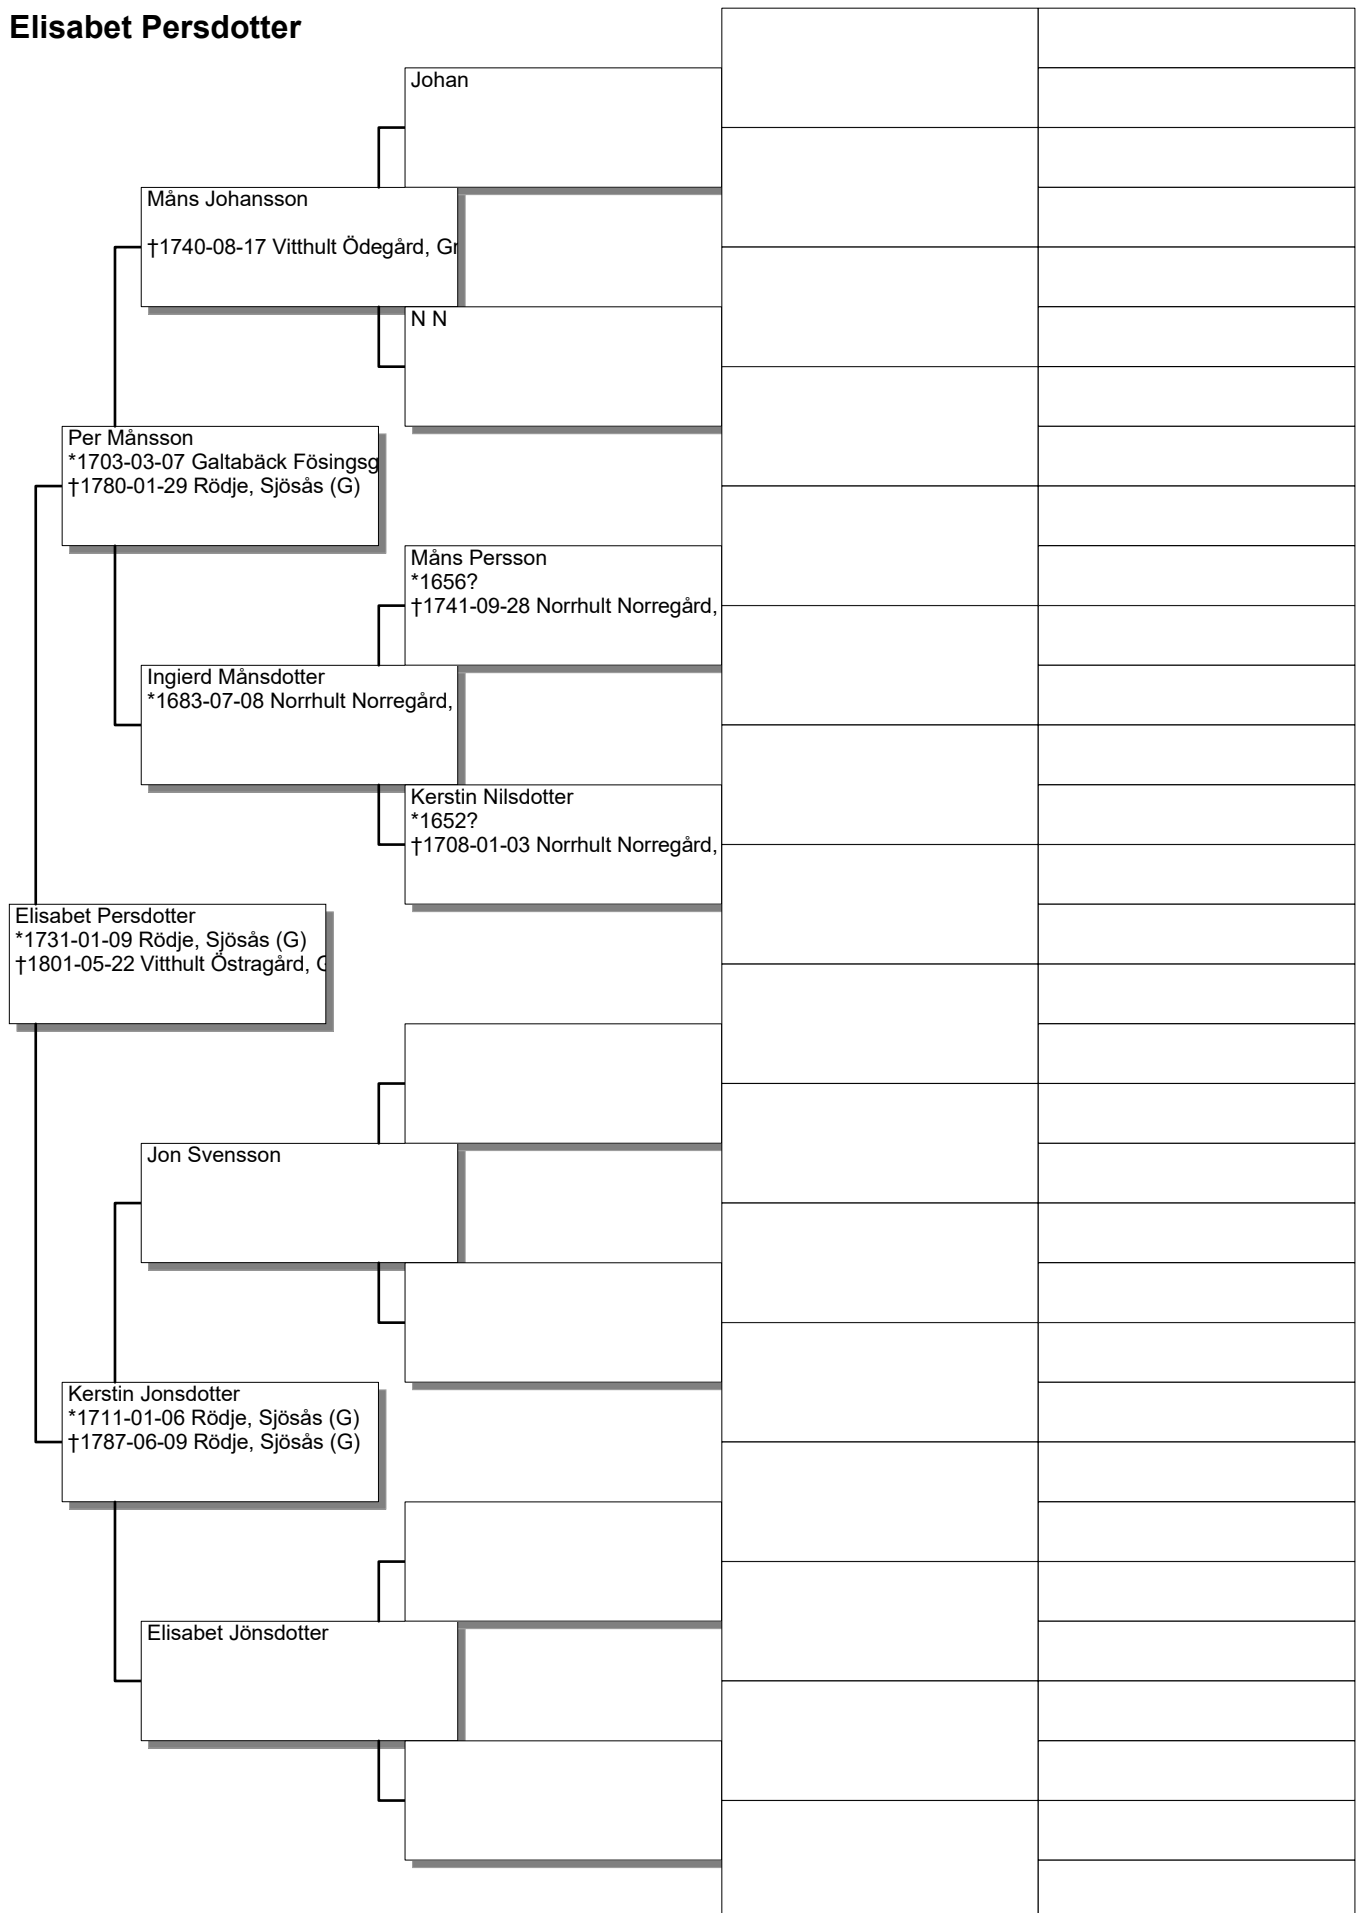 Elisabet Persdotter
Johan
Måns Johansson
†1740-08-17 Vitthult Ödegård, Gr
N N
Per Månsson
*1703-03-07 Galtabäck Fösingsg
†1780-01-29 Rödje, Sjösås (G)
Måns Persson
*1656?
†1741-09-28 Norrhult Norregård,
Ingierd Månsdotter
*1683-07-08 Norrhult Norregård,
Kerstin Nilsdotter
*1652?
†1708-01-03 Norrhult Norregård,
Elisabet Persdotter
*1731-01-09 Rödje, Sjösås (G)
†1801-05-22 Vitthult Östragård, G
Jon Svensson
Kerstin Jonsdotter
*1711-01-06 Rödje, Sjösås (G)
†1787-06-09 Rödje, Sjösås (G)
Elisabet Jönsdotter